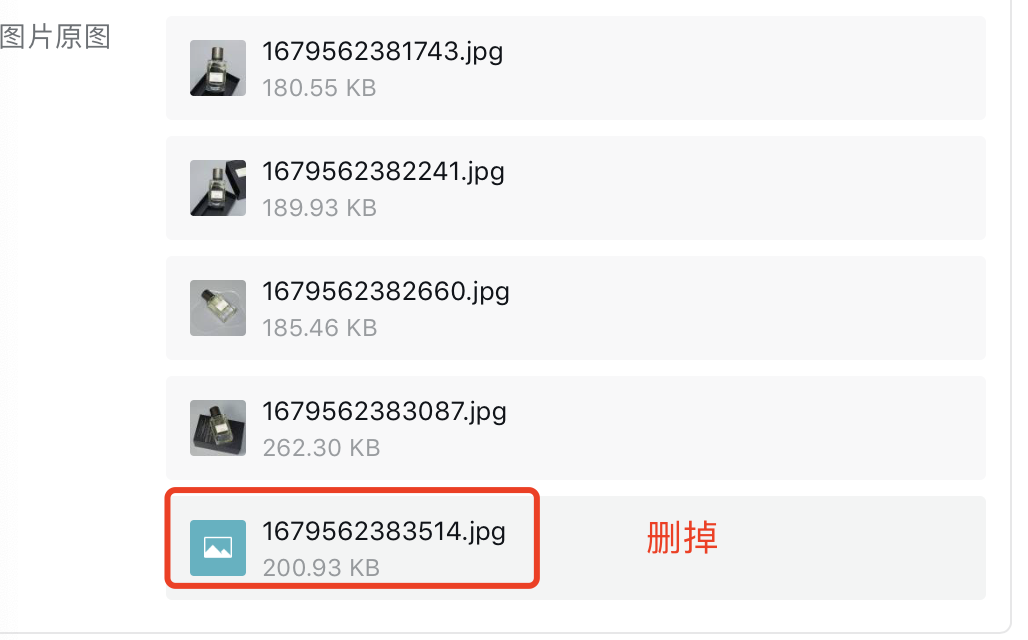 图片原图
1679562381743.jpg
180.55 KB
1679562382241.jpg
189.93 KB
1679562382660.jpg
185.46 KB
1679562383087.jpg
262.30 KB
1679562383514.jpg
200.93 KB
删掉